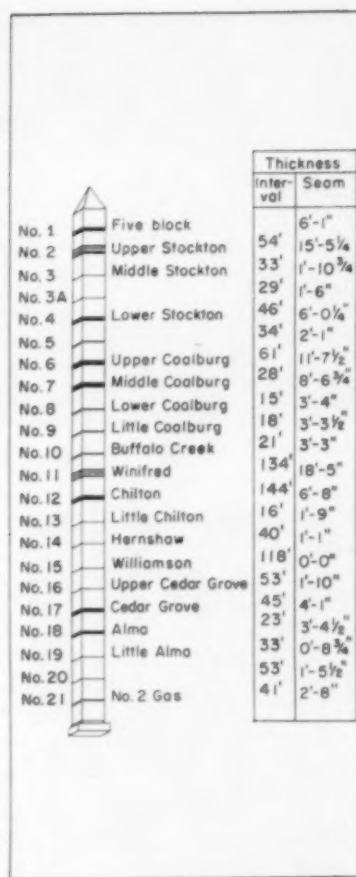 Thickness
Inter-val Seam
No. 1 Five block 6'-1"
54'
No. 2 Upper Stockton 15'-5¼
33'
No. 3 Middle Stockton 1'-10¾"
29'
No. 3A 1'-6"
46'
No. 4 Lower Stockton 6'-0¼"
34'
No. 5 2'-1"
61'
No. 6 Upper Coalburg 11'-7½"
28'
No. 7 Middle Coalburg 8'-6¾"
15'
No. 8 Lower Coalburg 3'-4"
18'
No. 9 Little Coalburg 3'-3½"
21'
No. 10 Buffalo Creek 3'-3"
134'
No. 11 Winifred 18'-5"
144'
No. 12 Chilton 6'-8"
16'
No. 13 Little Chilton 1'-9"
40'
No. 14 Hernshaw 1'-1"
118'
No. 15 Williamson 0'-0"
53'
No. 16 Upper Cedar Grove 1'-10"
45'
No. 17 Cedar Grove 4'-1"
23'
No. 18 Alma 3'-4½"
33'
No. 19 Little Alma 0'-8¾"
53'
No. 20 1'-5½"
41'
No. 21 No. 2 Gas 2'-8"